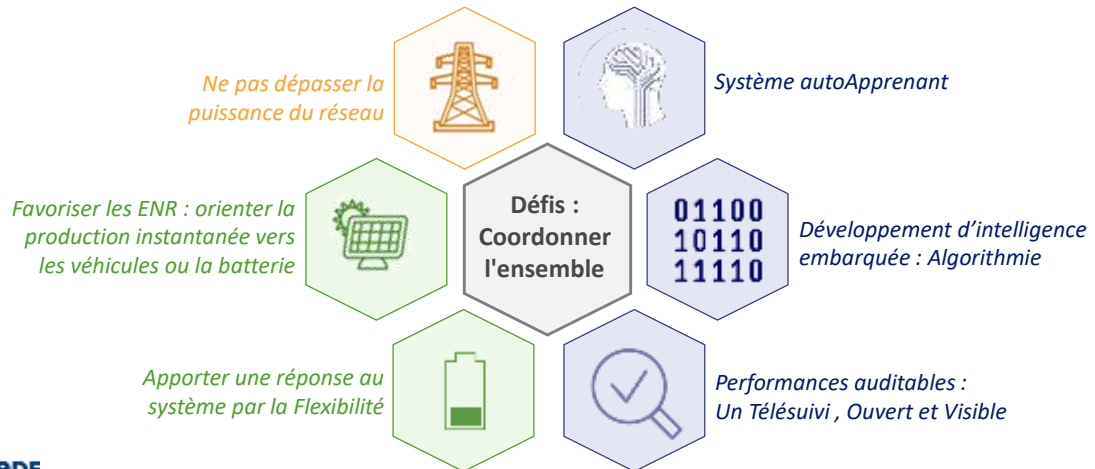 Ne pas dépasser la
puissance du réseau
Système autoApprenant
Favoriser les ENR : orienter la
production instantanée vers
les véhicules ou la batterie
Défis :
Coordonner
l'ensemble
01100
10110
11110
Développement d’intelligence
embarquée : Algorithmie
Apporter une réponse au
système par la Flexibilité
Performances auditables :
Un Télésuivi , Ouvert et Visible